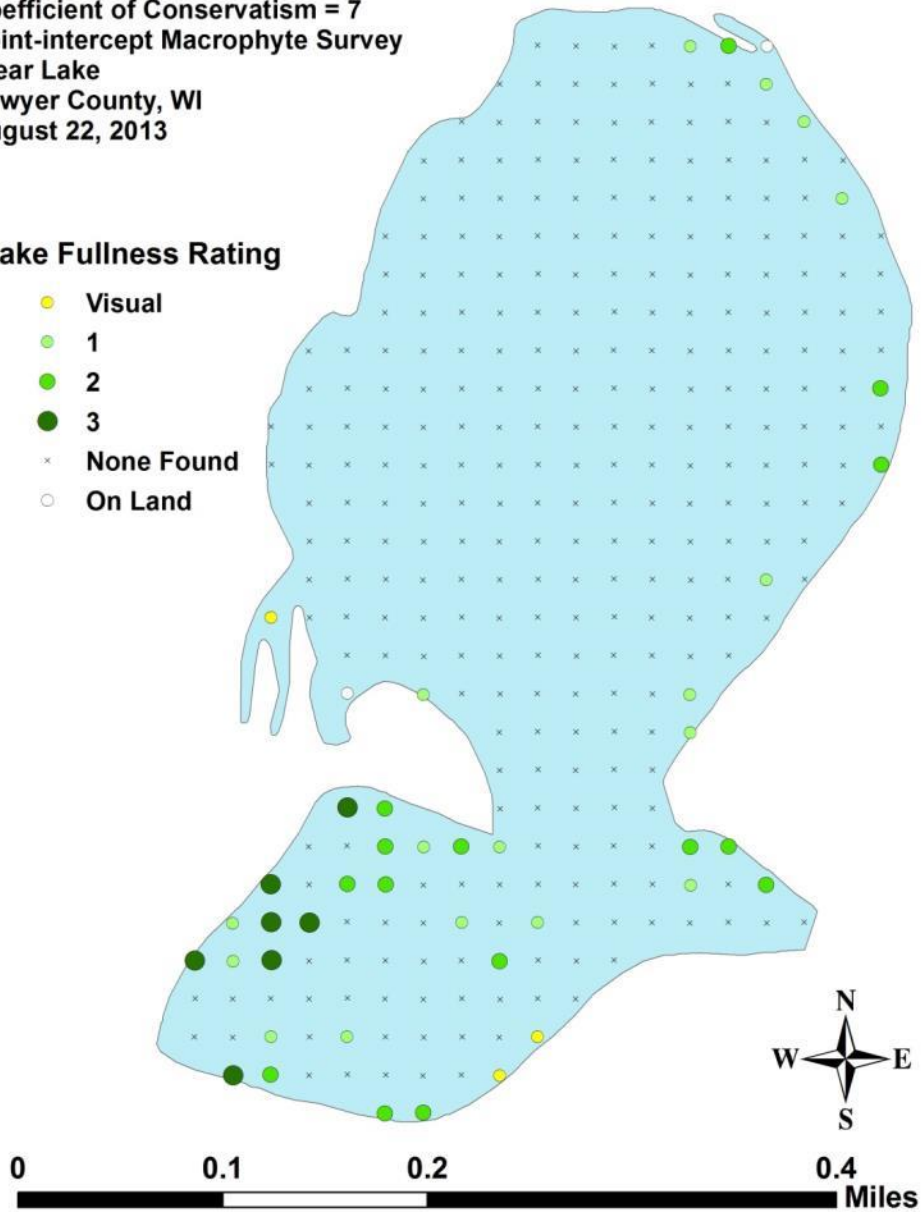 oefficient of Conservatism = 7
oint-intercept Macrophyte Survey
ear Lake
wyer County, WI
ugust 22, 2013
ake Fullness Rating
Visual
1
2
3
None Found
On Land
N
W E
S
0 0.1 0.2 0.4
Miles